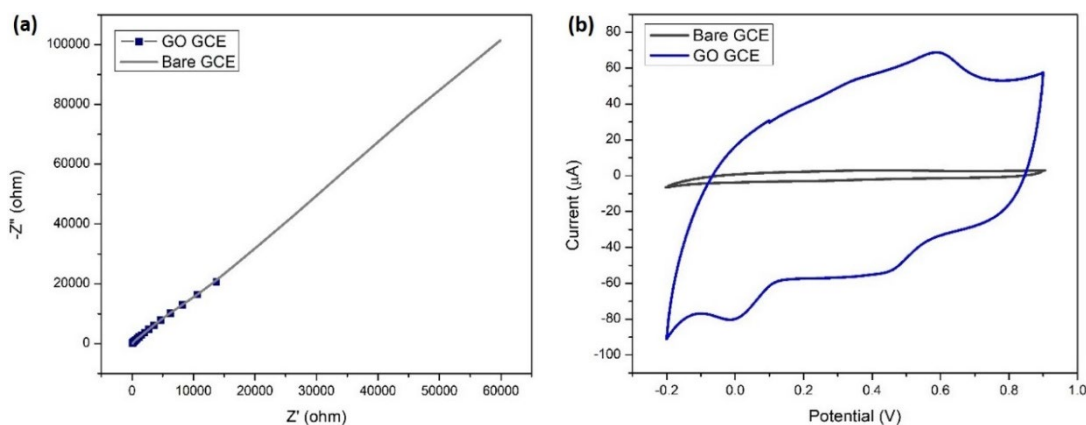 (a)
GO GCE
Bare GCE
100000
80000
60000
40000
20000
0
-Z" (ohm)
0 10000 20000 30000 40000 50000 60000
Z' (ohm)
(b)
Bare GCE
GO GCE
80
60
40
20
0
-20
-40
-60
-80
-100
Current (μA)
-0.2 0.0 0.2 0.4 0.6 0.8 1.0
Potential (V)